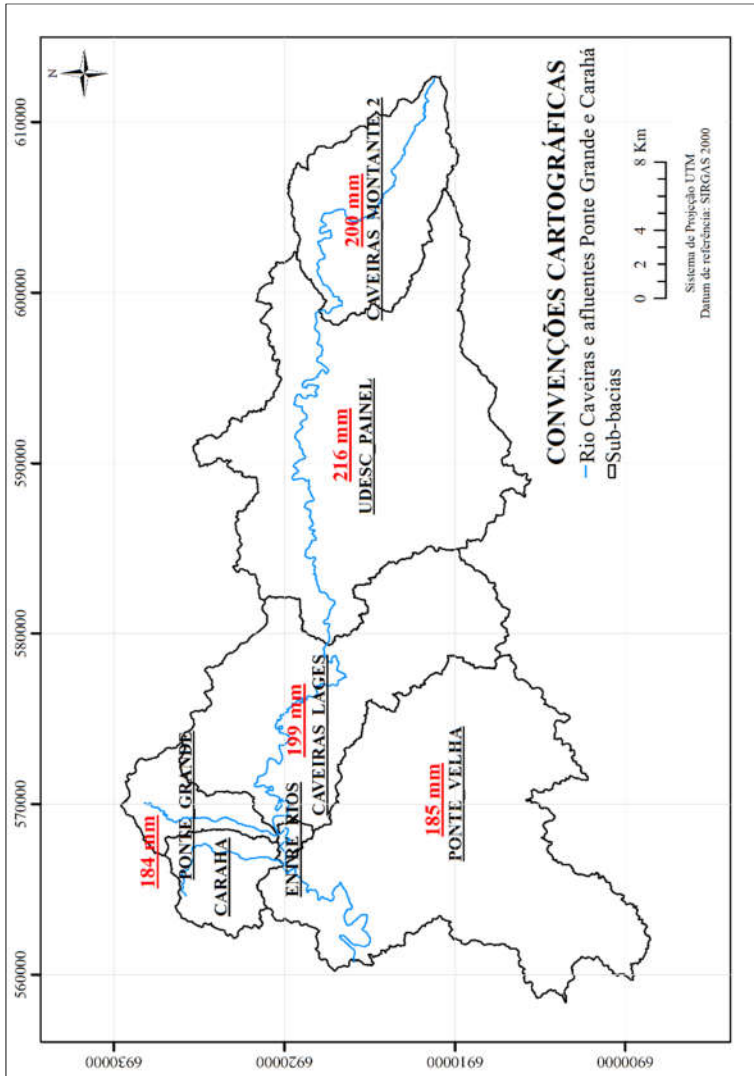 N
560000 570000 580000 590000 600000 610000
6930000
6920000
6910000
6900000
184 mm
PONTE GRANDE
CARAHA
ENTRE RIOS
199 mm
CAVEIRAS LAGES
185 mm
PONTE VELHA
216 mm
UDESC PAINEL
200 mm
CAVEIRAS MONTANTE 2
CONVENÇÕES CARTOGRÁFICAS
Rio Caveiras e afluentes Ponte Grande e Carahá
Sub-bacias
0 2 4 8 Km
Sistema de Projeção UTM
Datum de referência: SIRGAS 2000